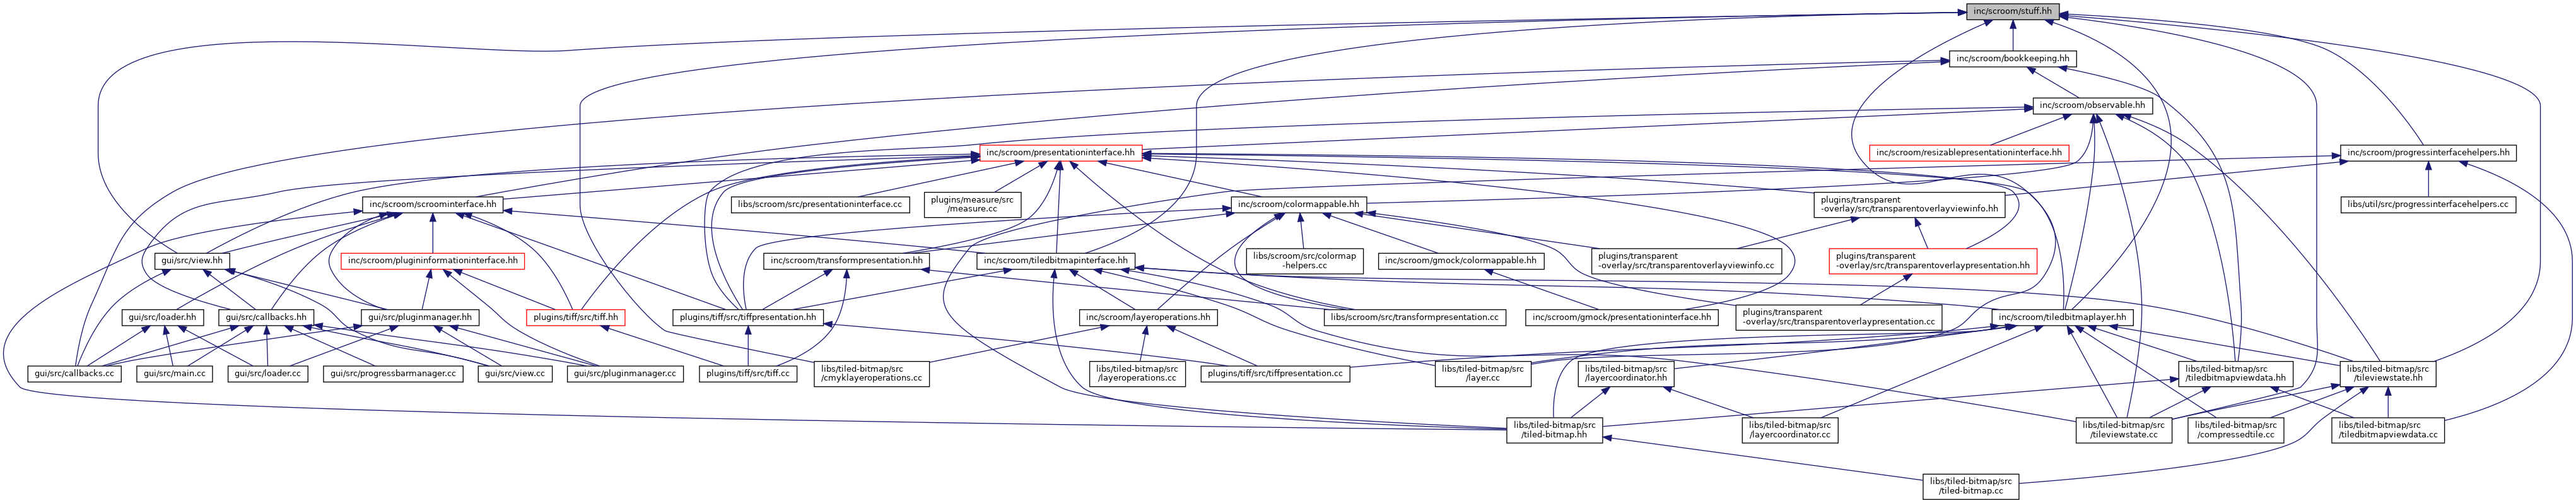 inc/scroom/stuff.hh
inc/scroom/bookkeeping.hh
inc/scroom/observable.hh
inc/scroom/presentationinterface.hh
inc/scroom/resizablepresentationinterface.hh
inc/scroom/progressinterfacehelpers.hh
inc/scroom/scroominterface.hh
libs/scroom/src/presentationinterface.cc
plugins/measure/src
/measure.cc
inc/scroom/colormappable.hh
plugins/transparent
-overlay/src/transparentoverlayviewinfo.hh
libs/util/src/progressinterfacehelpers.cc
gui/src/view.hh
inc/scroom/plugininformationinterface.hh
inc/scroom/transformpresentation.hh
inc/scroom/tiledbitmapinterface.hh
libs/scroom/src/colormap
-helpers.cc
inc/scroom/gmock/colormappable.hh
plugins/transparent
-overlay/src/transparentoverlayviewinfo.cc
plugins/transparent
-overlay/src/transparentoverlaypresentation.hh
gui/src/loader.hh
gui/src/callbacks.hh
gui/src/pluginmanager.hh
plugins/tiff/src/tiff.hh
plugins/tiff/src/tiffpresentation.hh
inc/scroom/layeroperations.hh
libs/scroom/src/transformpresentation.cc
inc/scroom/gmock/presentationinterface.hh
plugins/transparent
-overlay/src/transparentoverlaypresentation.cc
inc/scroom/tiledbitmaplayer.hh
gui/src/callbacks.cc
gui/src/main.cc
gui/src/loader.cc
gui/src/progressbarmanager.cc
gui/src/view.cc
gui/src/pluginmanager.cc
plugins/tiff/src/tiff.cc
libs/tiled-bitmap/src
/cmyklayeroperations.cc
libs/tiled-bitmap/src
/layeroperations.cc
plugins/tiff/src/tiffpresentation.cc
libs/tiled-bitmap/src
/layer.cc
libs/tiled-bitmap/src
/layercoordinator.hh
libs/tiled-bitmap/src
/tiledbitmapviewdata.hh
libs/tiled-bitmap/src
/tileviewstate.hh
libs/tiled-bitmap/src
/tiled-bitmap.hh
libs/tiled-bitmap/src
/layercoordinator.cc
libs/tiled-bitmap/src
/tileviewstate.cc
libs/tiled-bitmap/src
/compressedtile.cc
libs/tiled-bitmap/src
/tiledbitmapviewdata.cc
libs/tiled-bitmap/src
/tiled-bitmap.cc